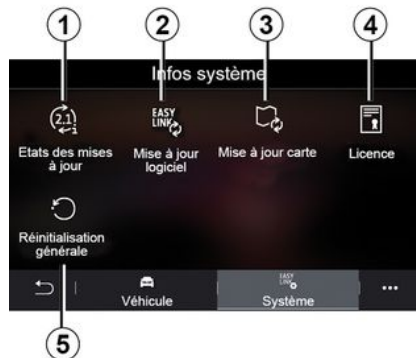 1 2 3 4
Infos système
2.1 i
EASY LINK
Etats des mises à jour
Mise à jour logiciel
Mise à jour carte
Licence
Réinitialisation générale
Véhicule
EASY LINK
Système
...
5